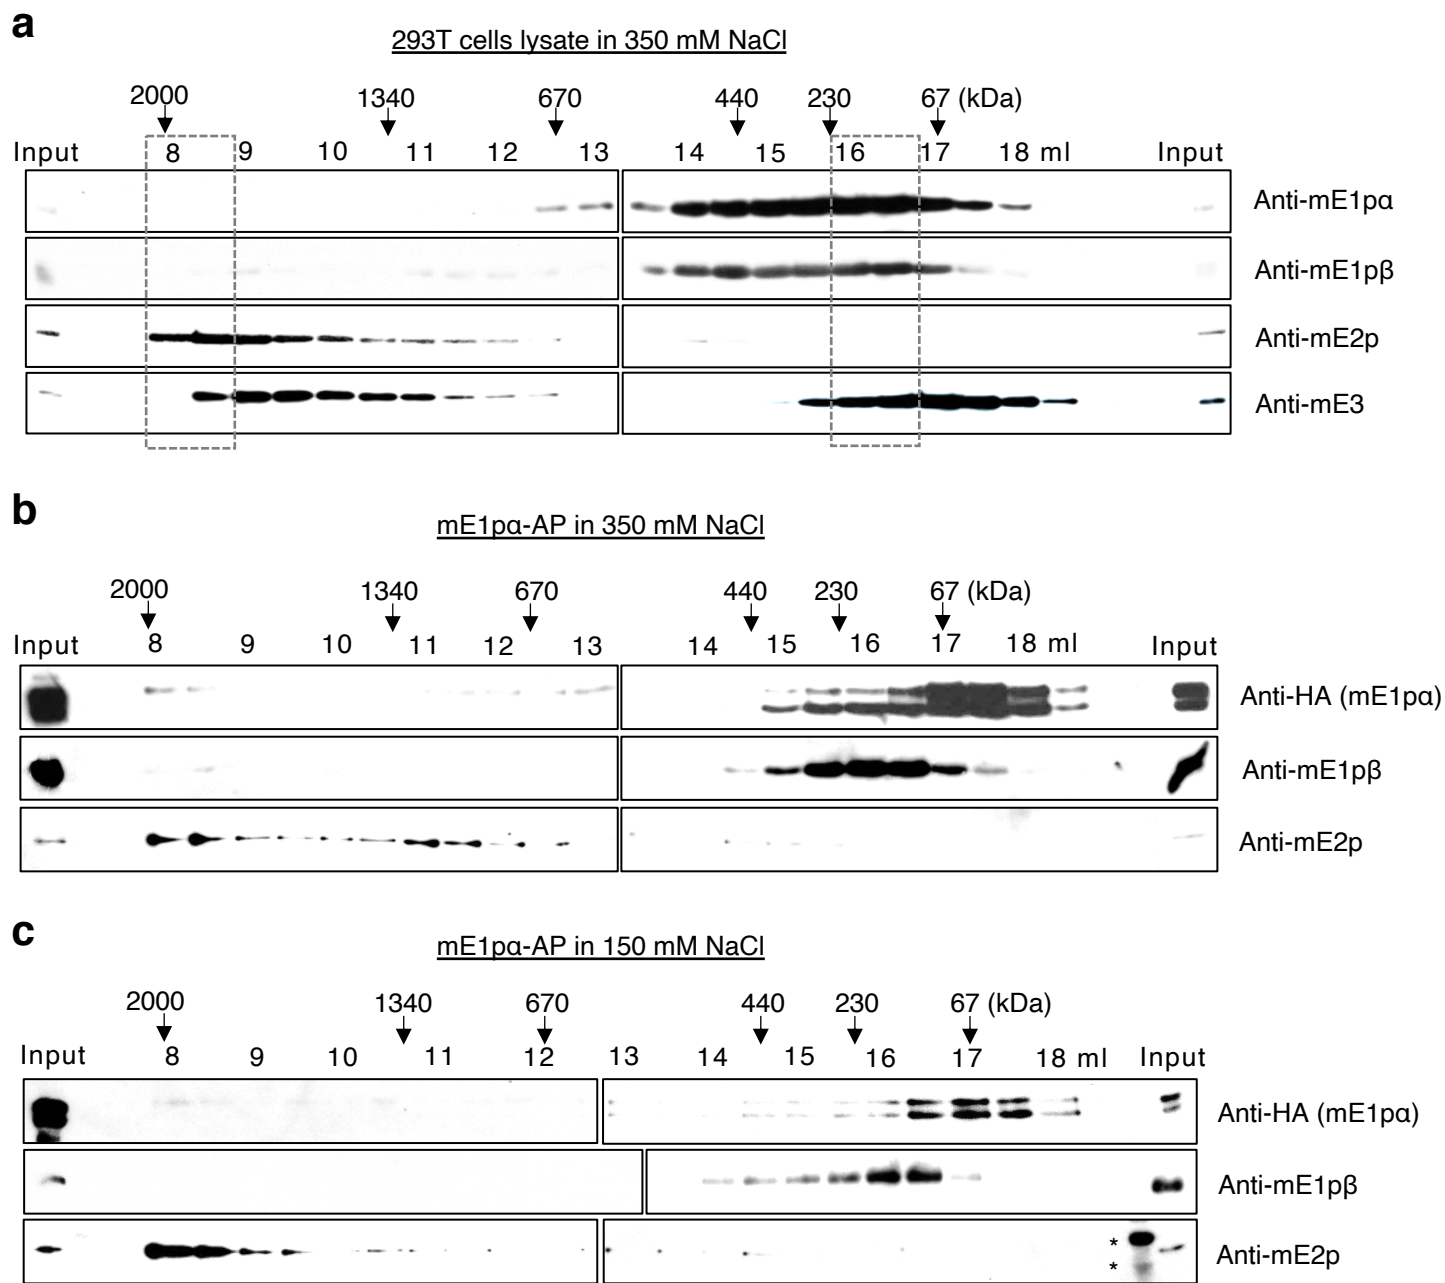 a
293T cells lysate in 350 mM NaCl
2000 1340 670 440 230 67 (kDa)
Input 8 9 10 11 12 13 14 15 16 17 18 ml Input
Anti-mE1pα
Anti-mE1pβ
Anti-mE2p
Anti-mE3
b
mE1pα-AP in 350 mM NaCl
2000 1340 670 440 230 67 (kDa)
Input 8 9 10 11 12 13 14 15 16 17 18 ml Input
Anti-HA (mE1pα)
Anti-mE1pβ
Anti-mE2p
c
mE1pα-AP in 150 mM NaCl
2000 1340 670 440 230 67 (kDa)
Input 8 9 10 11 12 13 14 15 16 17 18 ml Input
Anti-HA (mE1pα)
Anti-mE1pβ
*
Anti-mE2p
*